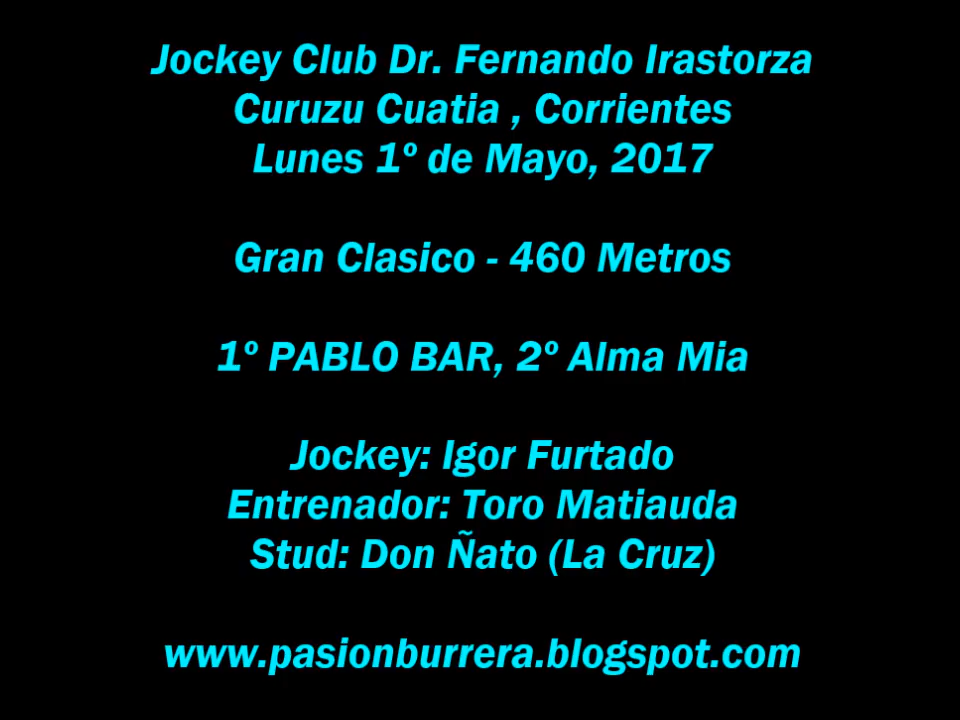 Jockey Club Dr. Fernando Irastorza
Curuzu Cuatia , Corrientes
Lunes 1º de Mayo, 2017
Gran Clasico - 460 Metros
1º PABLO BAR, 2º Alma Mia
Jockey: Igor Furtado
Entrenador: Toro Matiauda
Stud: Don Ñato (La Cruz)
www.pasionburrera.blogspot.com